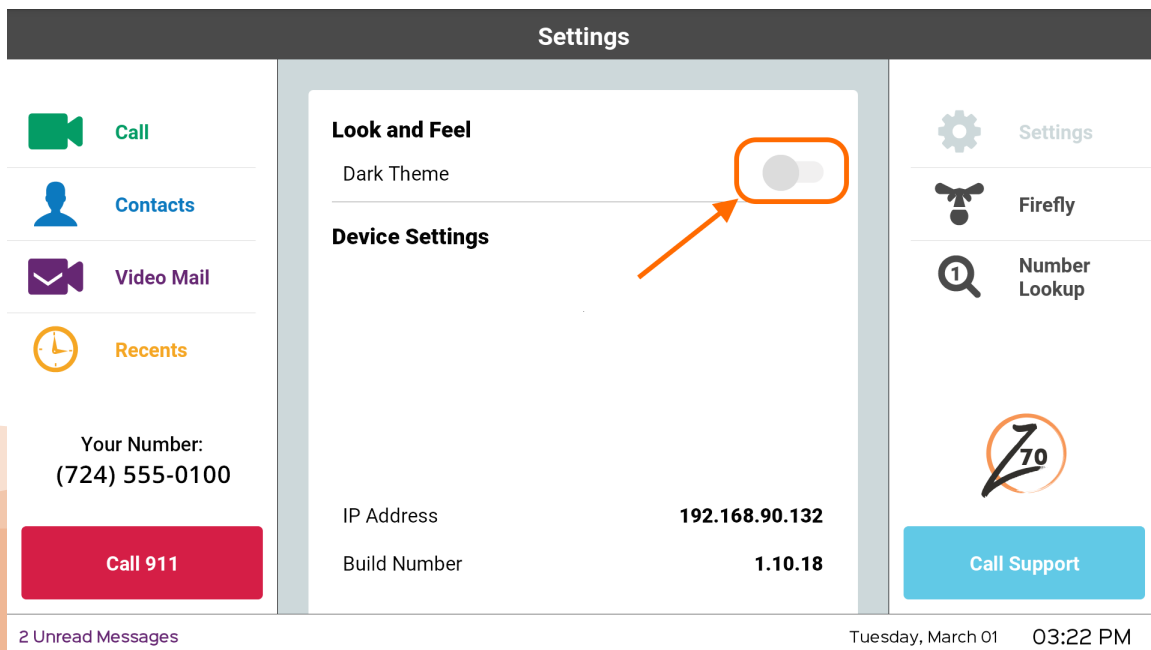 Settings
Call
Contacts
Video Mail
Recents
Your Number:
(724) 555-0100
Call 911
Look and Feel
Dark Theme
Device Settings
IP Address 192.168.90.132
Build Number 1.10.18
Settings
Firefly
1
Number
Lookup
Z
70
Call Support
2 Unread Messages
Tuesday, March 01 03:22 PM